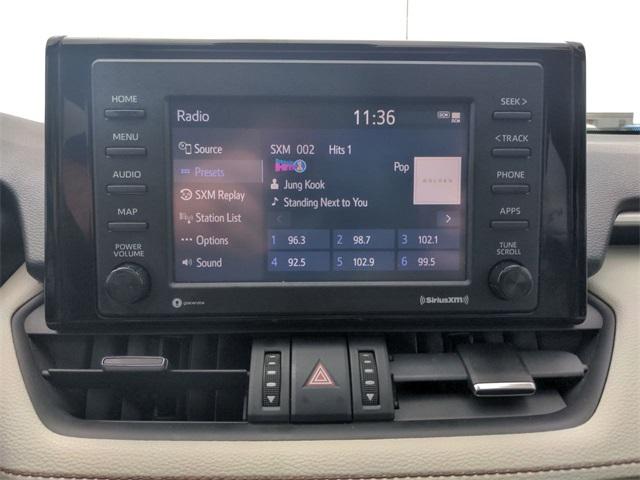 HOME
MENU
AUDIO
MAP
POWER
VOLUME
Radio
11:36
Source
Presets
SXM Replay
Station List
Options
Sound
SXM 002 Hits 1
Pop
Jung Kook
Standing Next to You
GOLDEN
1 96.3
2 98.7
3 102.1
4 92.5
5 102.9
6 99.5
SEEK >
< TRACK
PHONE
APPS
TUNE
SCROLL
gracenote
((SiriusXM))